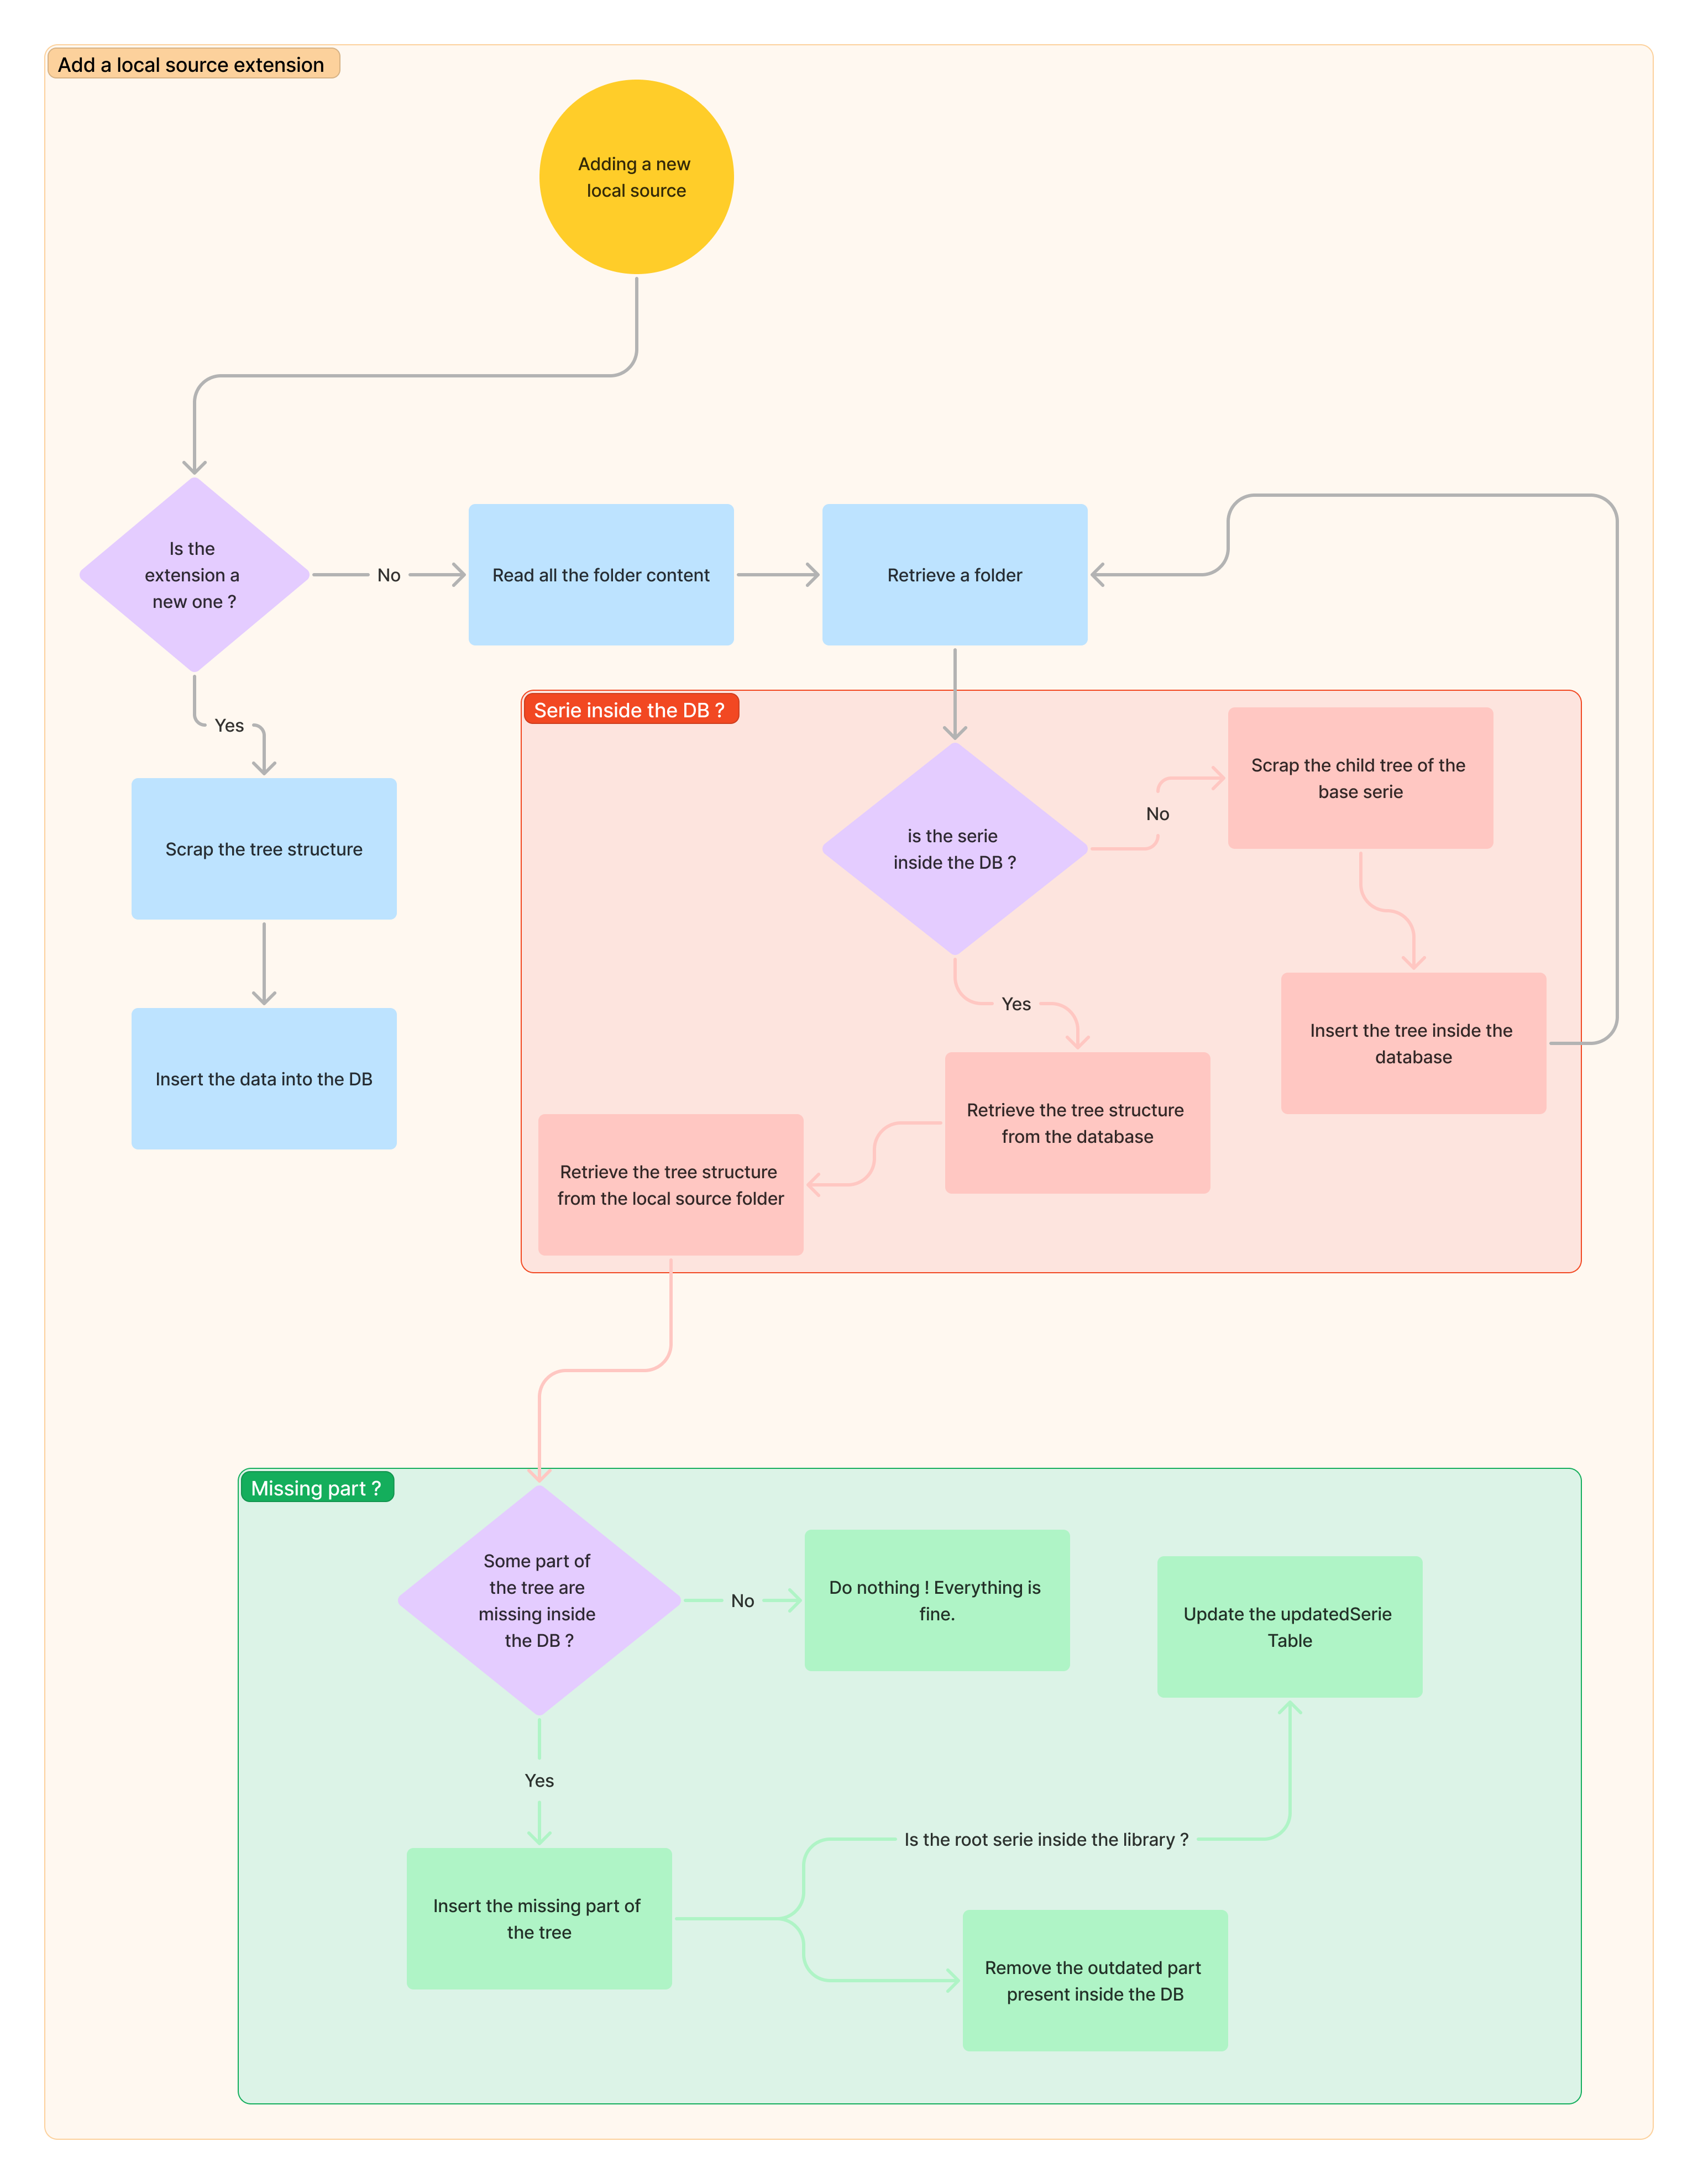 Add a local source extension
Adding a new
local source
Is the
extension a
new one ?
No
Read all the folder content
Retrieve a folder
Yes
Serie inside the DB ?
Scrap the tree structure
is the serie
inside the DB ?
No
Scrap the child tree of the
base serie
Insert the data into the DB
Yes
Insert the tree inside the
database
Retrieve the tree structure
from the database
Retrieve the tree structure
from the local source folder
Missing part ?
Some part of
the tree are
missing inside
the DB ?
No
Do nothing ! Everything is
fine.
Update the updatedSerie
Table
Yes
Is the root serie inside the library ?
Insert the missing part of
the tree
Remove the outdated part
present inside the DB